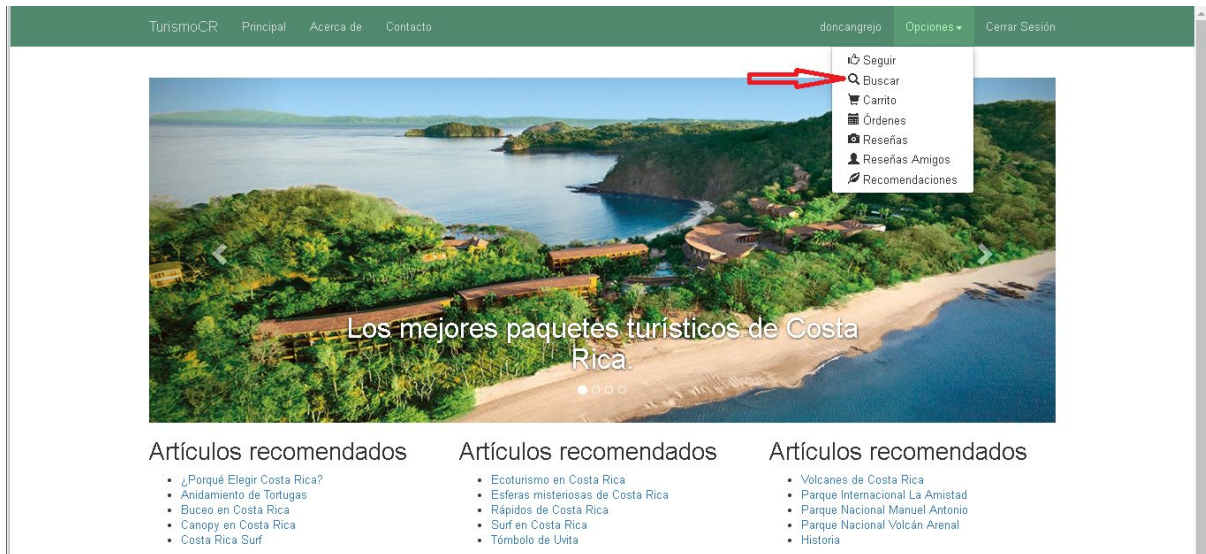 TurismoCR Principal Acerca de Contacto doncangrejo Opciones Cerrar Sesión
Seguir
Buscar
Carrito
Órdenes
Reseñas
Reseñas Amigos
Recomendaciones
Los mejores paquetes turísticos de Costa
Rica.
Artículos recomendados
¿Porqué Elegir Costa Rica?
Anidamiento de Tortugas
Buceo en Costa Rica
Canopy en Costa Rica
Costa Rica Surf
Artículos recomendados
Ecoturismo en Costa Rica
Esferas misteriosas de Costa Rica
Rápidos de Costa Rica
Surf en Costa Rica
Tómbolo de Uvita
Artículos recomendados
Volcanes de Costa Rica
Parque Internacional La Amistad
Parque Nacional Manuel Antonio
Parque Nacional Volcán Arenal
Historia